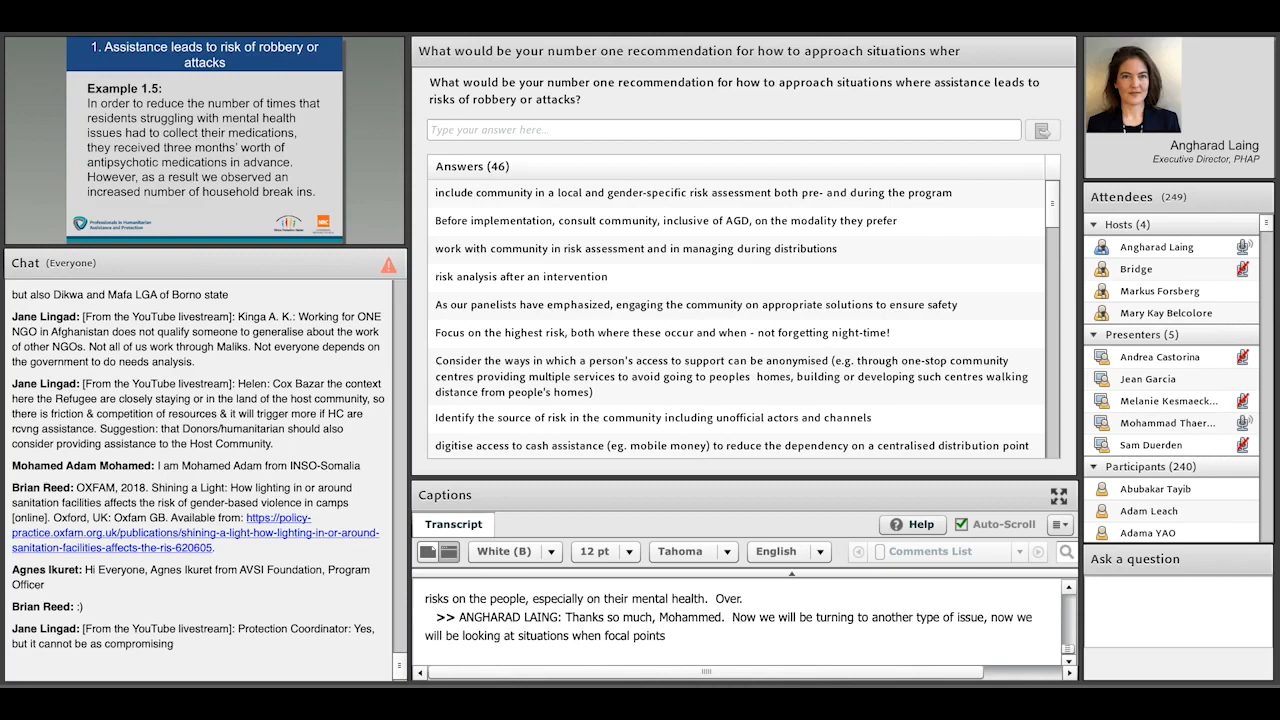 1. Assistance leads to risk of robbery or
attacks
Example 1.5:
In order to reduce the number of times that
residents struggling with mental health
issues had to collect their medications,
they received three months' worth of
antipsychotic medications in advance.
However, as a result we observed an
increased number of household break ins.
Professionals in Humanitarian
Assistance and Protection
NRC
Chat (Everyone)
but also Dikwa and Mafa LGA of Borno state
Jane Lingad: [From the YouTube livestream]: Kinga A. K.: Working for ONE
NGO in Afghanistan does not qualify someone to generalise about the work
of other NGOs. Not all of us work through Maliks. Not everyone depends on
the government to do needs analysis.
Jane Lingad: [From the YouTube livestream]: Helen: Cox Bazar the context
here the Refugee are closely staying or in the land of the host community, so
there is friction & competition of resources & it will trigger more if HC are
rcvng assistance. Suggestion: that Donors/humanitarian should also
consider providing assistance to the Host Community.
Mohamed Adam Mohamed: I am Mohamed Adam from INSO-Somalia
Brian Reed: OXFAM, 2018. Shining a Light: How lighting in or around
sanitation facilities affects the risk of gender-based violence in camps
[online]. Oxford, UK: Oxfam GB. Available from: https://policy-
practice.oxfam.org.uk/publications/shining-a-light-how-lighting-in-or-around-
sanitation-facilities-affects-the-ris-620605.
Agnes Ikuret: Hi Everyone, Agnes Ikuret from AVSI Foundation, Program
Officer
Brian Reed: :)
Jane Lingad: [From the YouTube livestream]: Protection Coordinator: Yes,
but it cannot be as compromising
What would be your number one recommendation for how to approach situations wher
What would be your number one recommendation for how to approach situations where assistance leads to
risks of robbery or attacks?
Type your answer here...
Answers (46)
include community in a local and gender-specific risk assessment both pre- and during the program
Before implementation, consult community, inclusive of AGD, on the modality they prefer
work with community in risk assessment and in managing during distributions
risk analysis after an intervention
As our panelists have emphasized, engaging the community on appropriate solutions to ensure safety
Focus on the highest risk, both where these occur and when - not forgetting night-time!
Consider the ways in which a person's access to support can be anonymised (e.g. through one-stop community
centres providing multiple services to avoid going to peoples homes, building or developing such centres walking
distance from people's homes)
Identify the source of risk in the community including unofficial actors and channels
digitise access to cash assistance (eg. mobile money) to reduce the dependency on a centralised distribution point
Captions
Transcript
Help
Auto-Scroll
White (B)
12 pt
Tahoma
English
Comments List
risks on the people, especially on their mental health. Over.
>> ANGHARAD LAING: Thanks so much, Mohammed. Now we will be turning to another type of issue, now we
will be looking at situations when focal points
Angharad Laing
Executive Director, PHAP
Attendees (249)
Hosts (4)
Angharad Laing
Bridge
Markus Forsberg
Mary Kay Belcolore
Presenters (5)
Andrea Castorina
Jean Garcia
Melanie Kesmaeck...
Mohammad Thaer...
Sam Duerden
Participants (240)
Abubakar Tayib
Adam Leach
Adama YAO
Ask a question